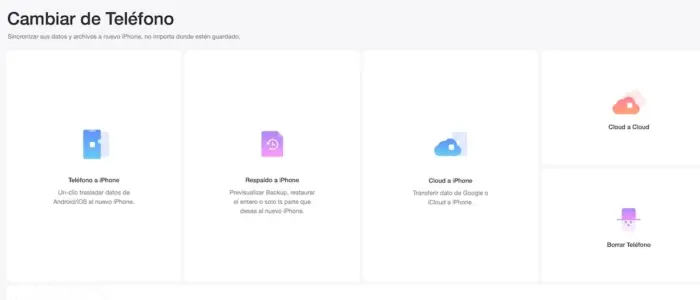 Cambiar de Teléfono
Sincronizar sus datos y archivos a nuevo iPhone, no importa donde estén guardado.
Teléfono a iPhone
Un-clic trasladar datos de
Android/iOS al nuevo iPhone.
Respaldo a iPhone
Previsualizar Backup, restaurar
el entero o solo ls parte que
desea al nuevo iPhone.
Cloud a iPhone
Transferir dato de Google o
iCloud a iPhone
Cloud a Cloud
Borrar Teléfono